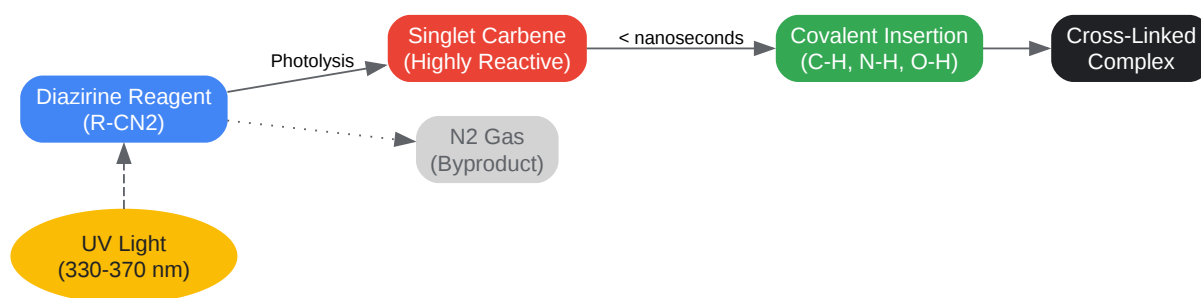 Diazirine Reagent
(R-CN2)
UV Light
(330-370 nm)
Photolysis
Singlet Carbene
(Highly Reactive)
N2 Gas
(Byproduct)
< nanoseconds
Covalent Insertion
(C-H, N-H, O-H)
Cross-Linked
Complex